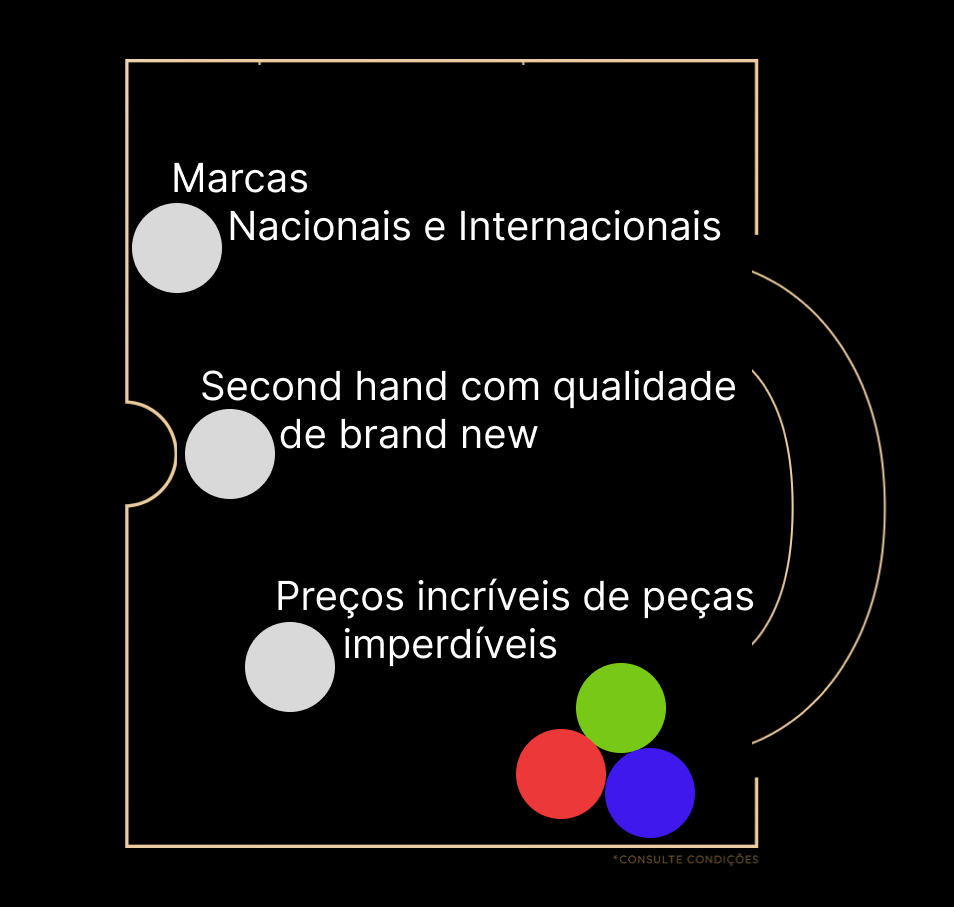 Marcas
Nacionais e Internacionais
Second hand com qualidade
de brand new
Preços incríveis de peças
imperdíveis
*CONSULTE CONDIÇÕES